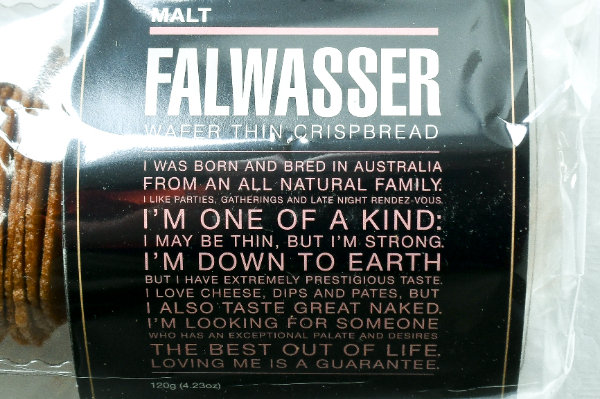 MALT
FALWASSER
WAFER THIN CRISPBREAD
I WAS BORN AND BRED IN AUSTRALIA
FROM AN ALL NATURAL FAMILY.
I LIKE PARTIES, GATHERINGS AND LATE NIGHT RENDEZ-VOUS.
I'M ONE OF A KIND:
I MAY BE THIN, BUT I'M STRONG.
I'M DOWN TO EARTH
BUT I HAVE EXTREMELY PRESTIGIOUS TASTE.
I LOVE CHEESE, DIPS AND PATES, BUT
I ALSO TASTE GREAT NAKED.
I'M LOOKING FOR SOMEONE
WHO HAS AN EXCEPTIONAL PALATE AND DESIRES
THE BEST OUT OF LIFE.
LOVING ME IS A GUARANTEE.
120g (4.23oz)